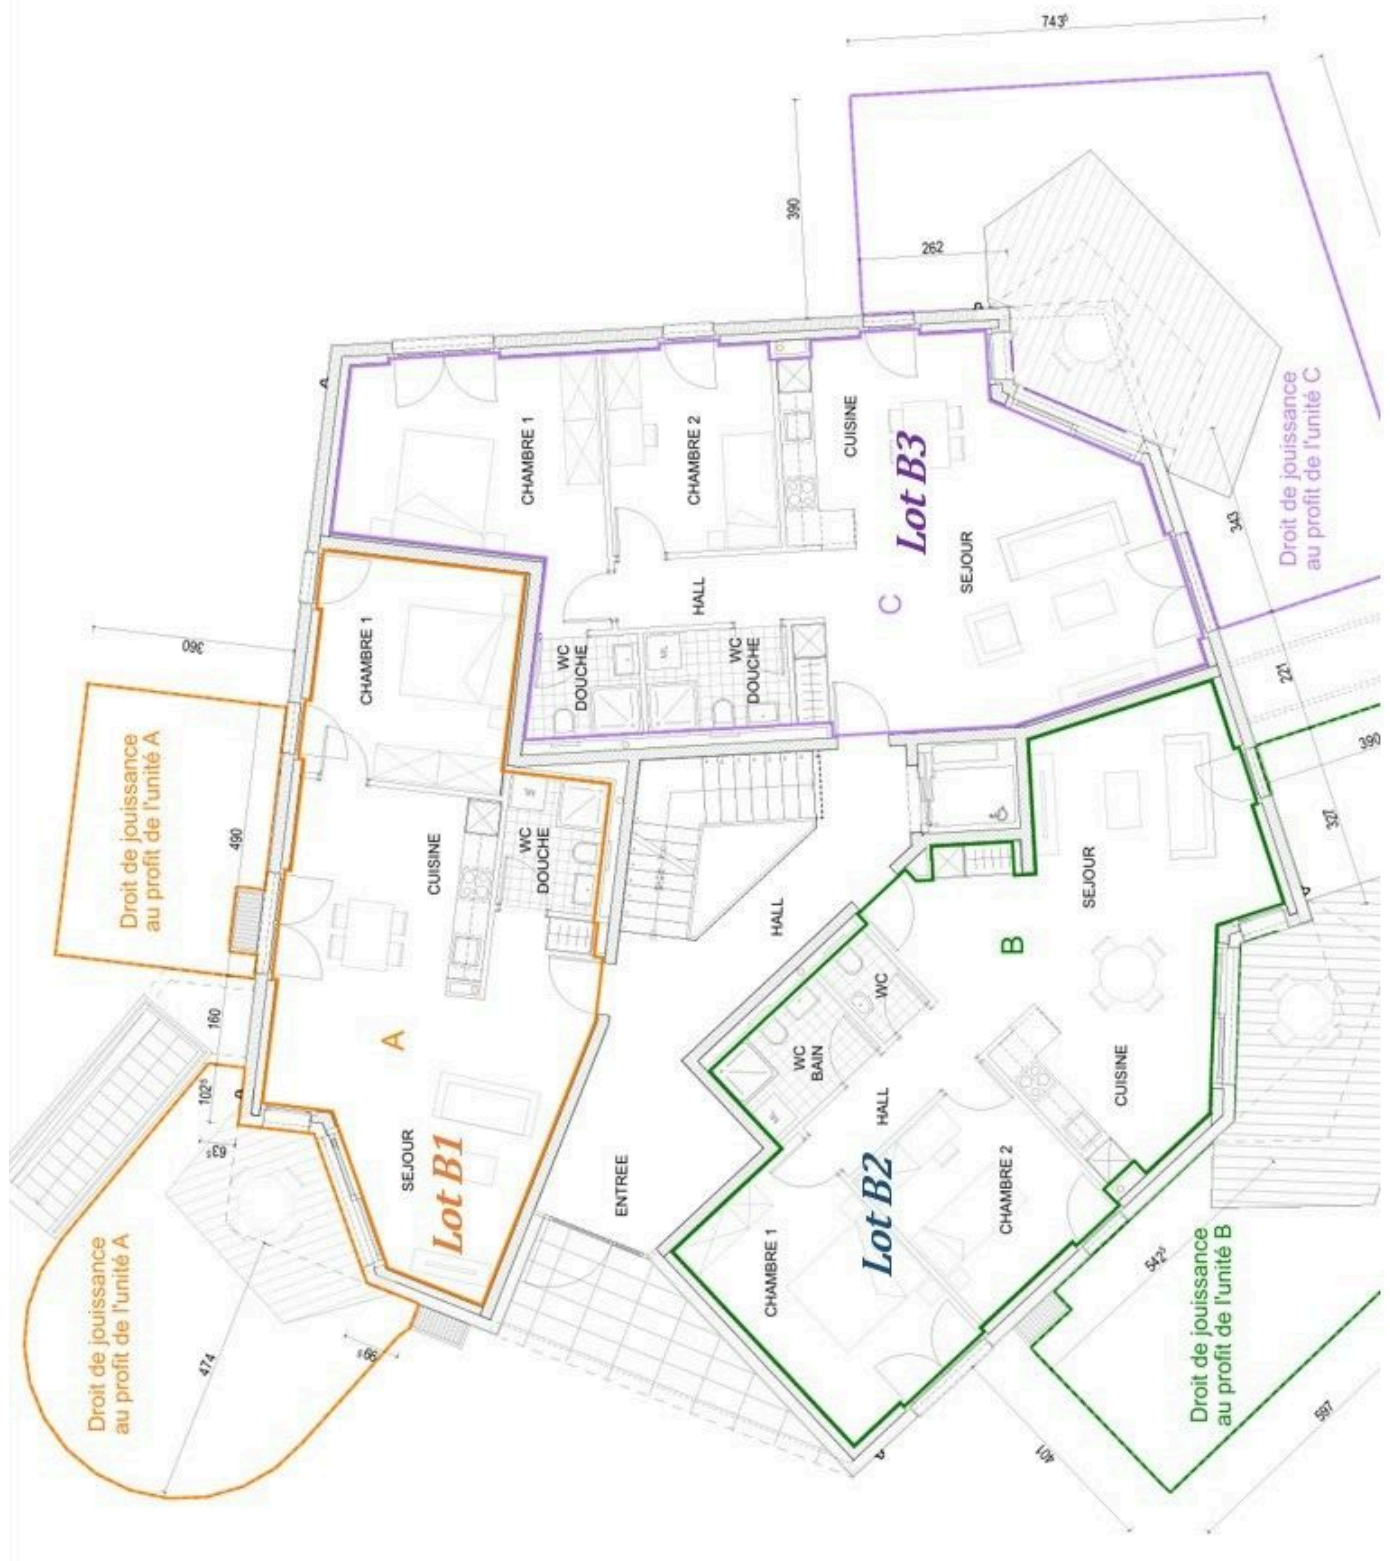 743⁵
390
262
CHAMBRE 1
CHAMBRE 2
CUISINE
Lot B3
SEJOUR
C
HALL
WC
DOUCHE
ML
WC
DOUCHE
Droit de jouissance
au profit de l'unité C
343
221
390
327
360
CHAMBRE 1
Droit de jouissance
au profit de l'unité A
490
CUISINE
WC
DOUCHE
ML
160
A
102⁵
63⁵
SEJOUR
Lot B1
Droit de jouissance
au profit de l'unité A
474
99⁵
ENTREE
HALL
SEJOUR
B
WC
WC
BAIN
ML
HALL
CUISINE
Lot B2
CHAMBRE 2
CHAMBRE 1
542⁵
Droit de jouissance
au profit de l'unité B
401
597